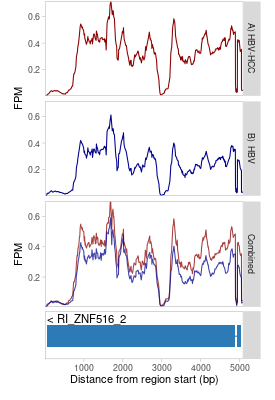 0.6
0.4
0.2
FPM
A) HBV-HCC
0.6
0.4
0.2
B) HBV
0.6
0.4
0.2
FPM
Combined
< RI_ZNF516_2
1000 2000 3000 4000 5000
Distance from region start (bp)